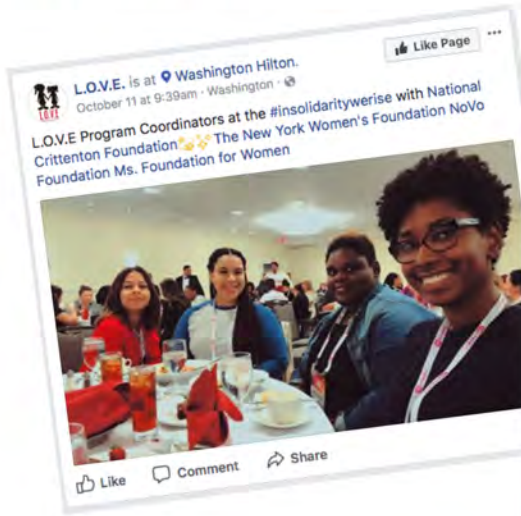 L.O.V.E. is at Washington Hilton.
October 11 at 9:39am · Washington ·
Like Page
L.O.V.E Program Coordinators at the #insolidaritywerise with National
Crittenton Foundation The New York Women's Foundation NoVo
Foundation Ms. Foundation for Women
LOVE
Like
Comment
Share